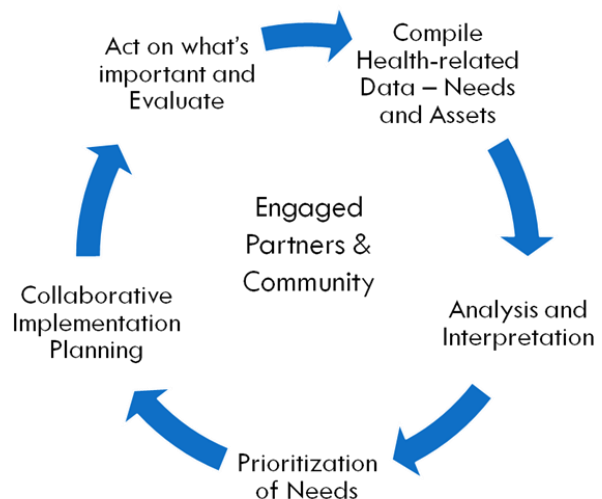 Act on what's
important and
Evaluate
Compile
Health-related
Data – Needs
and Assets
Engaged
Partners &
Community
Analysis and
Interpretation
Prioritization
of Needs
Collaborative
Implementation
Planning